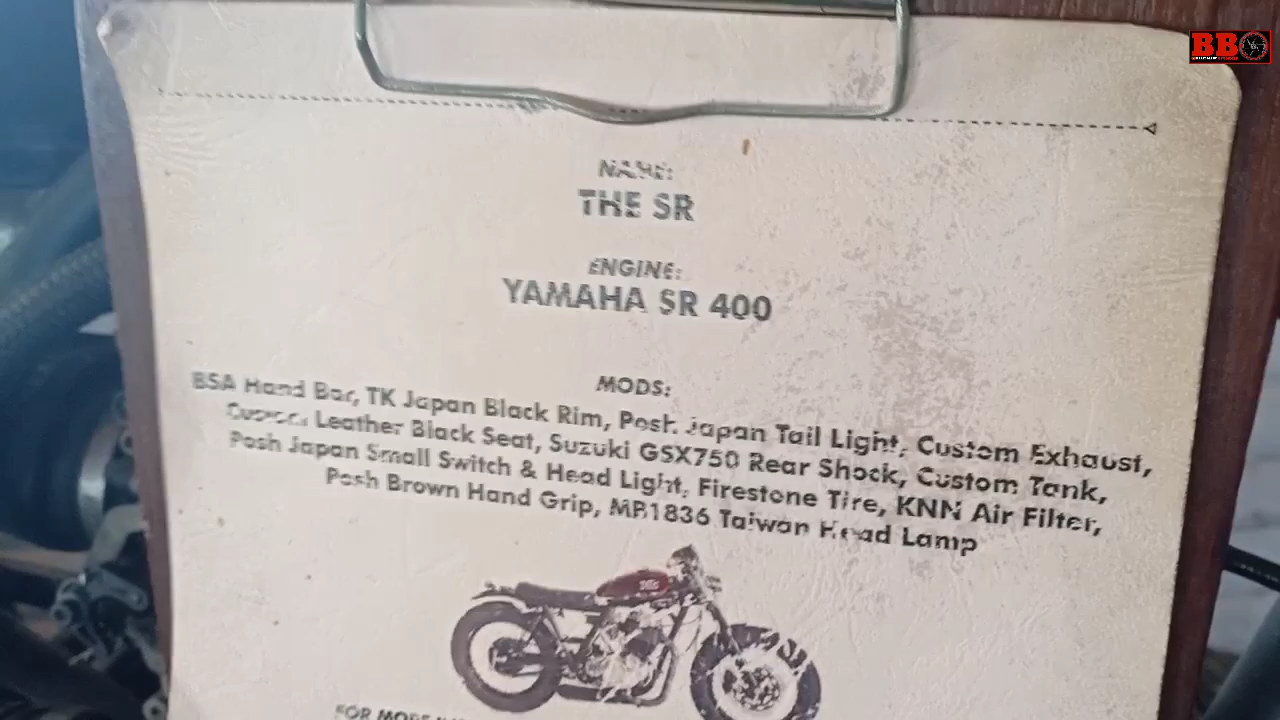 BBQ
NAME:
THE SR
ENGINE:
YAMAHA SR 400
MODS:
BSA Hand Bar, TK Japan Black Rim, Posh Japan Tail Light, Custom Exhaust,
Custom Leather Black Seat, Suzuki GSX750 Rear Shock, Custom Tank,
Posh Japan Small Switch & Head Light, Firestone Tire, KNN Air Filter,
Posh Brown Hand Grip, MB1836 Taiwan Head Lamp
FOR MORE